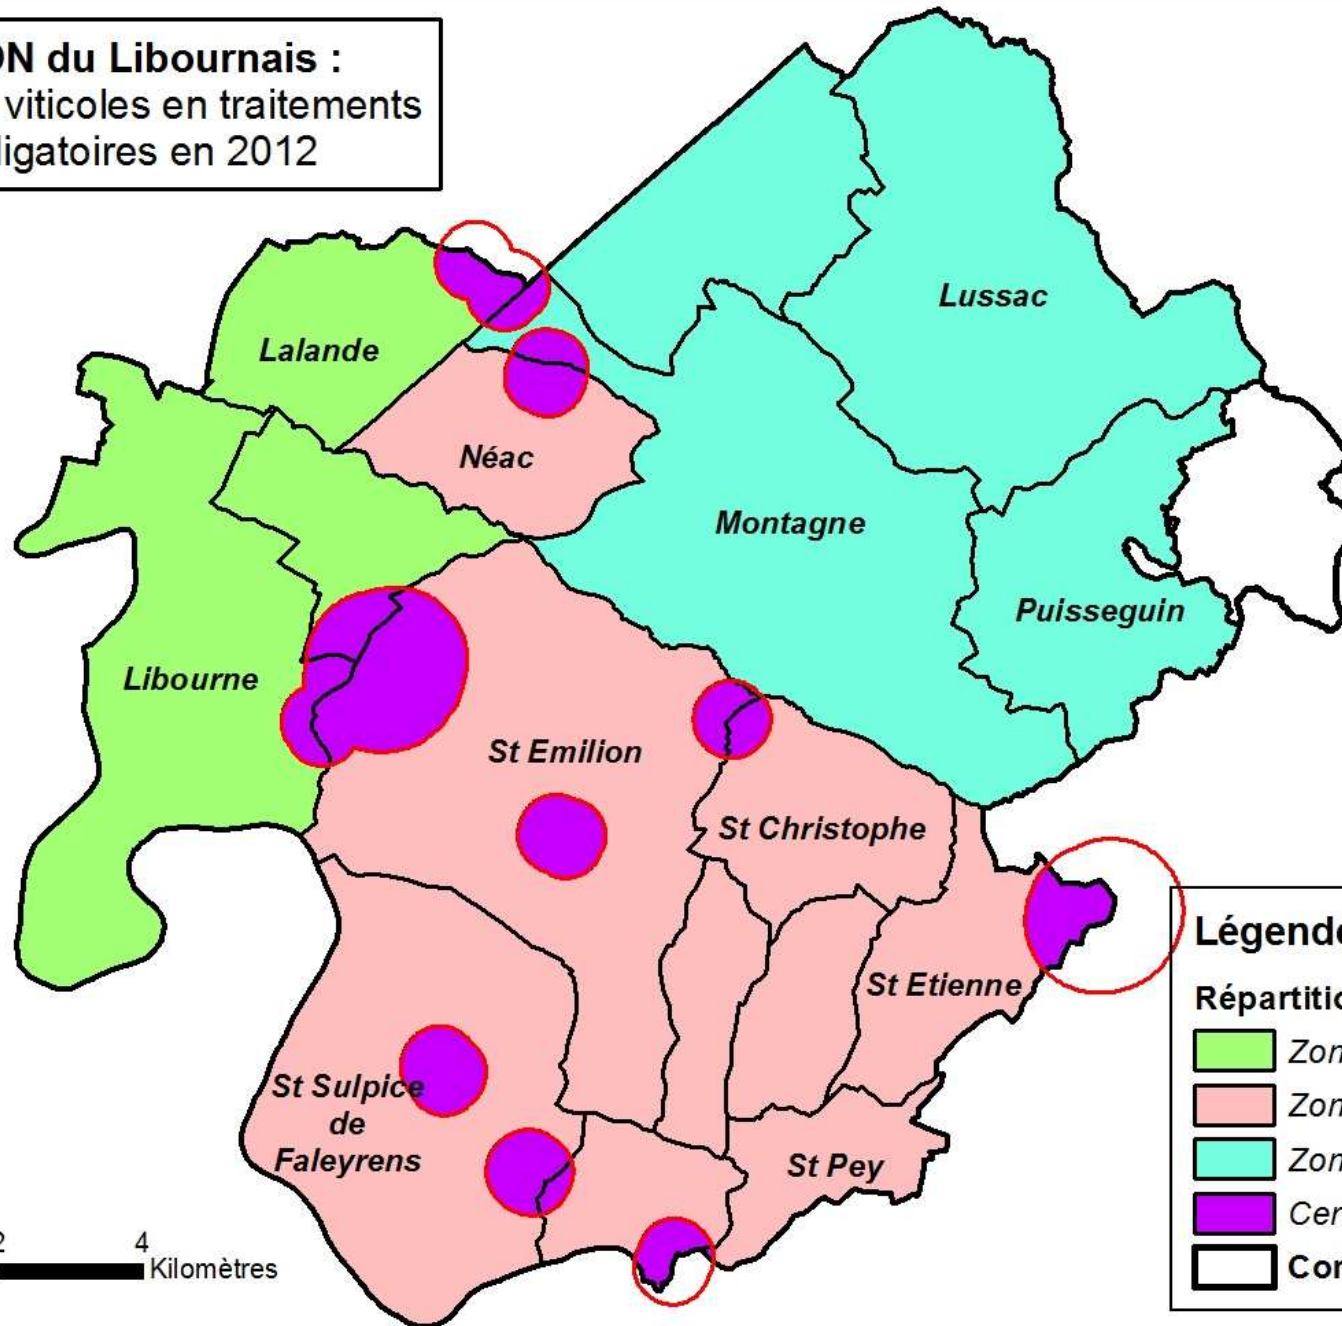 ON du Libournais :
viticoles en traitements
ligatoires en 2012
Lussac
Lalande
Néac
Montagne
Puisseguin
Libourne
St Emilion
St Christophe
St Etienne
St Sulpice
de
Faleyrens
St Pey
2 4
Kilomètres
Légende
Répartitio
Zon
Zon
Zon
Cer
Con